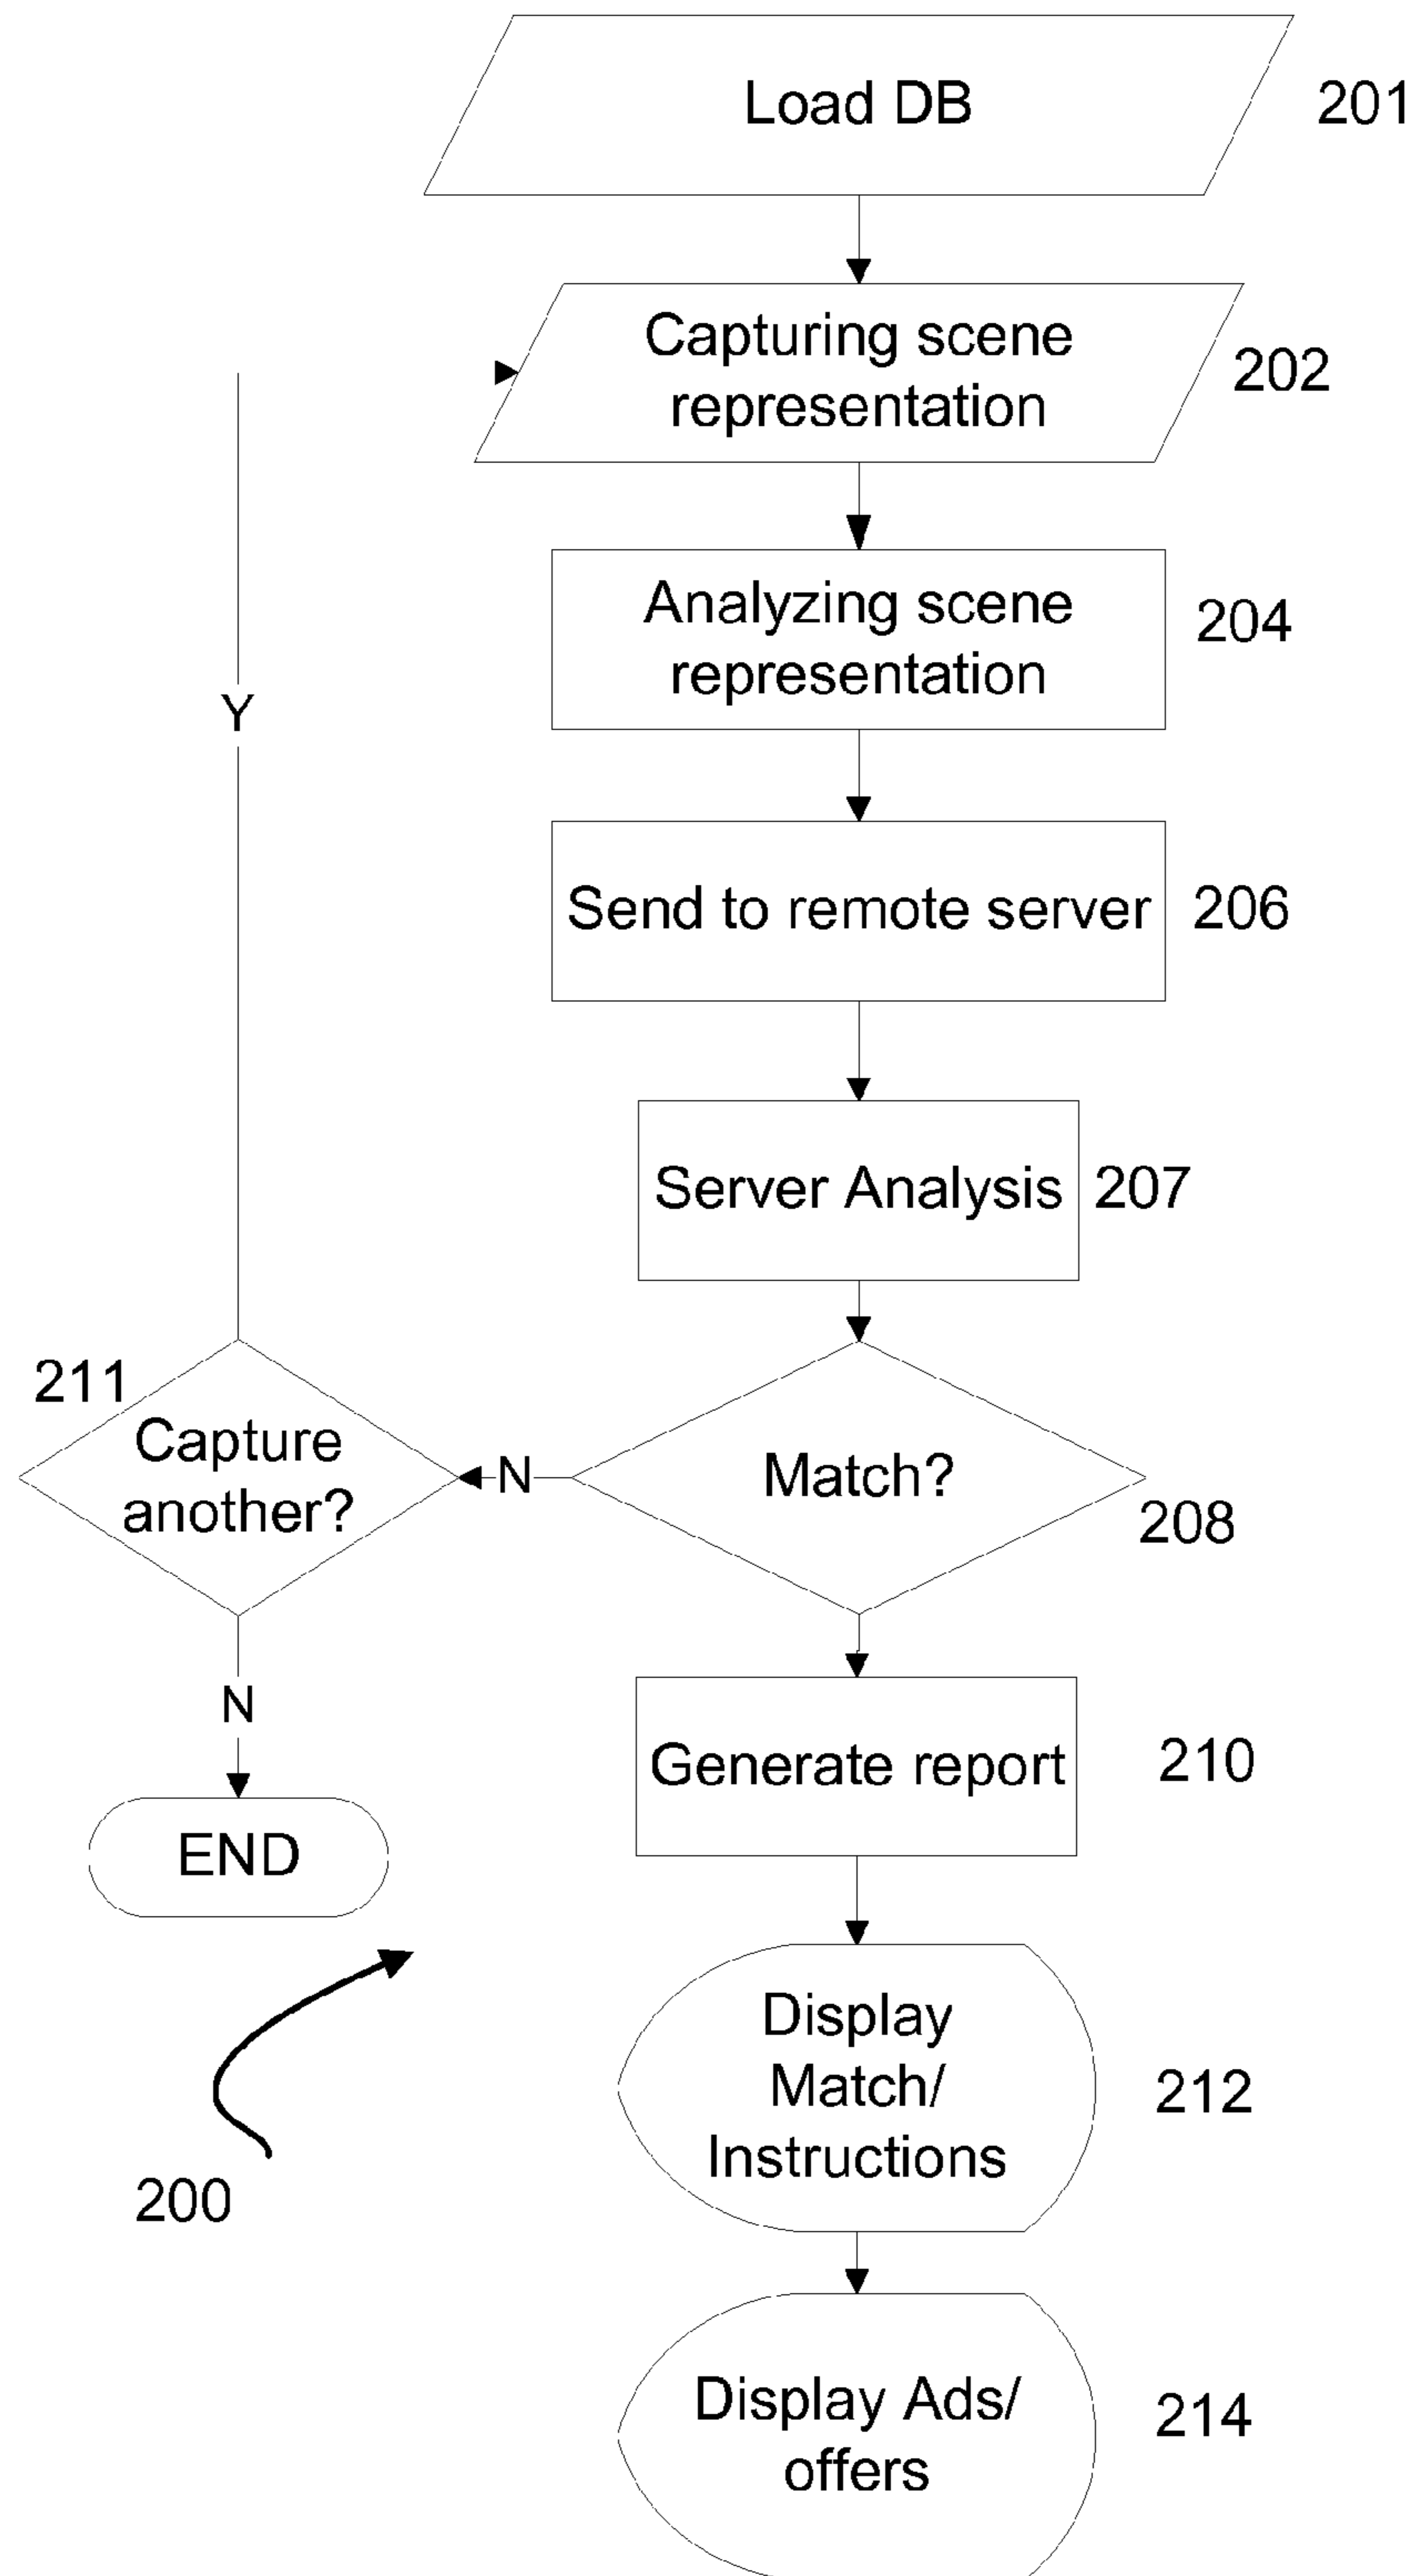 Load DB
201
Capturing scene
representation
202
Analyzing scene
representation
204
Y
Send to remote server
206
Server Analysis
207
211
Capture
another?
N
Match?
208
N
Generate report
210
END
Display
Match/
Instructions
212
200
Display Ads/
offers
214